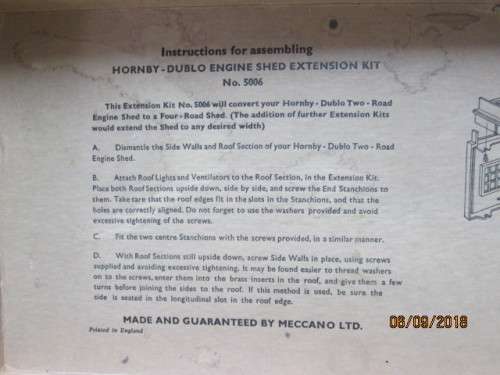 Instructions for assembling
HORNBY-DUBLO ENGINE SHED EXTENSION KIT
No. 5006
This Extension Kit No. 5006 will convert your Hornby - Dublo Two - Road
Engine Shed to a Four - Road Shed. (The addition of further Extension Kits
would extend the Shed to any desired width)
A. Dismantle the Side Walls and Roof Section of your Hornby - Dublo Two - Road
Engine Shed.
B. Attach Roof Lights and Ventilators to the Roof Section, in the Extension Kit.
Place both Roof Sections upside down, side by side, and screw the End Stanchions to
them. Take care that the roof edges fit in the slots in the Stanchions, and that the
holes are correctly aligned. Do not forget to use the washers provided and avoid
excessive tightening of the screws.
C. Fit the two centre Stanchions with the screws provided, in a similar manner.
D. With Roof Sections still upside down, screw Side Walls in place, using screws
supplied and avoiding excessive tightening. It may be found easier to thread washers
on to the screws, enter them into the brass inserts in the roof, and give them a few
turns before joining the sides to the roof. If this method is used, be sure the
side is seated in the longitudinal slot in the roof edge.
MADE AND GUARANTEED BY MECCANO LTD.
Printed in England
06/09/2018